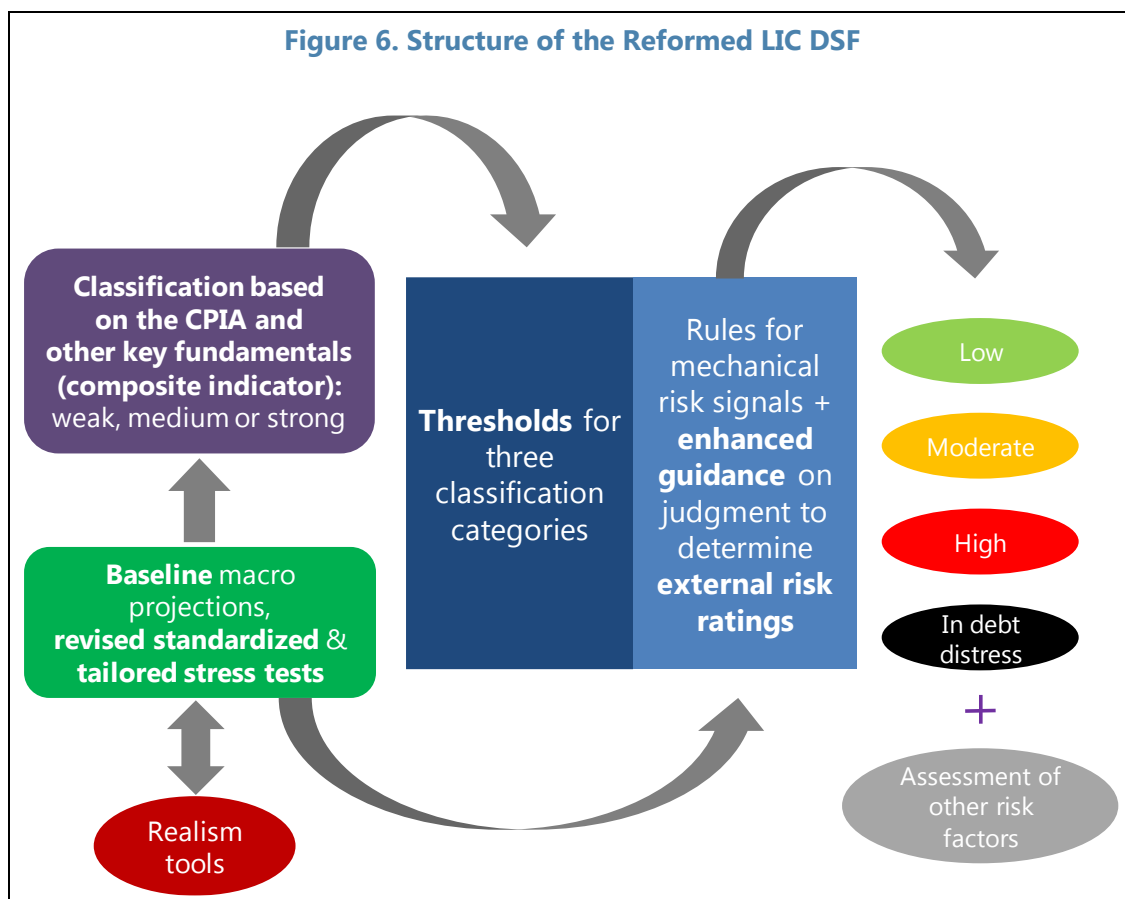 Figure 6. Structure of the Reformed LIC DSF
Classification based
on the CPIA and
other key fundamentals
(composite indicator):
weak, medium or strong
Baseline macro
projections,
revised standardized &
tailored stress tests
Realism
tools
Thresholds for
three
classification
categories
Rules for
mechanical
risk signals +
enhanced
guidance on
judgment to
determine
external risk
ratings
Low
Moderate
High
In debt
distress
+
Assessment of
other risk
factors